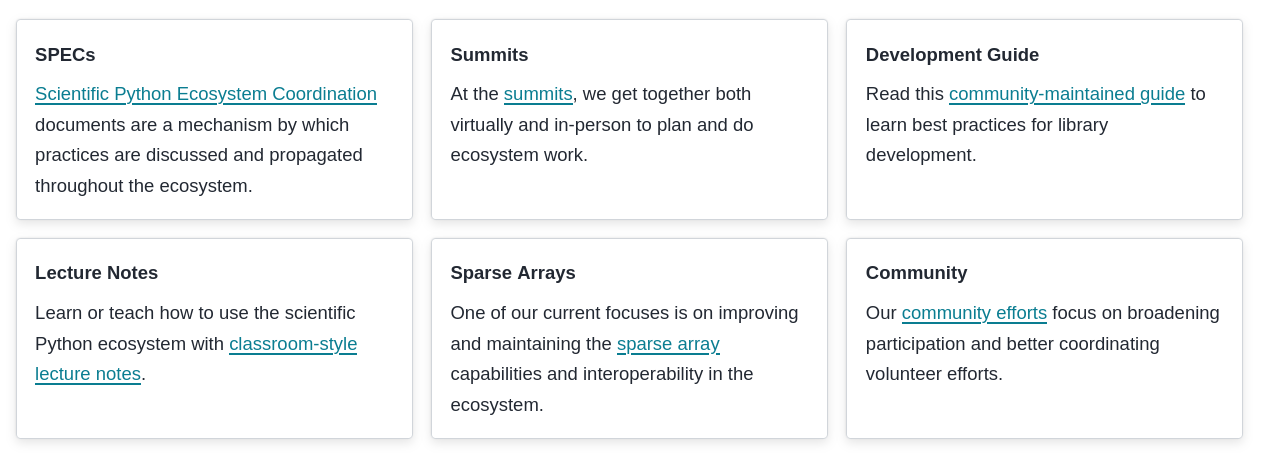 SPECs
Scientific Python Ecosystem Coordination
documents are a mechanism by which
practices are discussed and propagated
throughout the ecosystem.
Summits
At the summits, we get together both
virtually and in-person to plan and do
ecosystem work.
Development Guide
Read this community-maintained guide to
learn best practices for library
development.
Lecture Notes
Learn or teach how to use the scientific
Python ecosystem with classroom-style
lecture notes.
Sparse Arrays
One of our current focuses is on improving
and maintaining the sparse array
capabilities and interoperability in the
ecosystem.
Community
Our community efforts focus on broadening
participation and better coordinating
volunteer efforts.